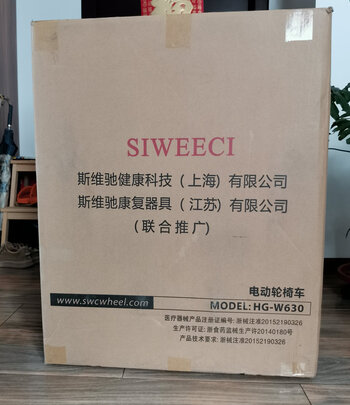 SIWEECI
斯维驰健康科技（上海）有限公司
斯维驰康复器具（江苏）有限公司
(联合推广)
电动轮椅车
www.swcwheel.com
MODEL: HG-W630
医疗器械产品注册证编号: 浙械注准20152190326
生产许可证: 浙食药监械生产许20140180号
产品技术要求: 浙械注准20152190326